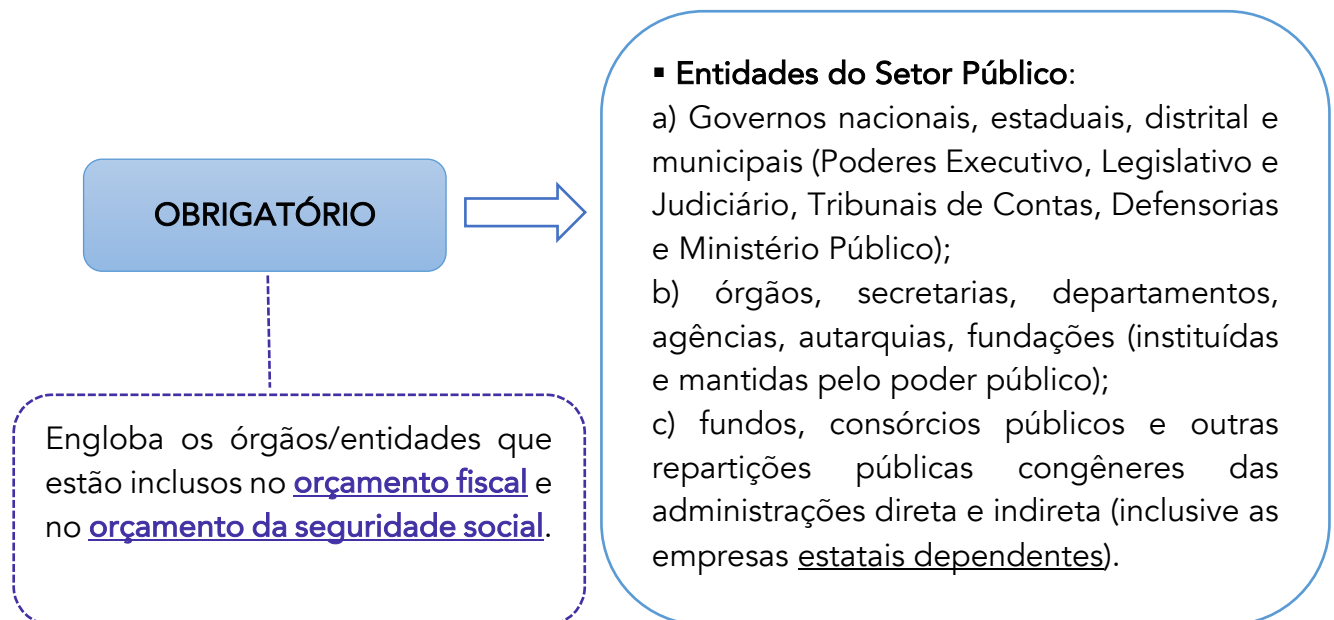 OBRIGATÓRIO
Engloba os órgãos/entidades que
estão inclusos no orçamento fiscal e
no orçamento da seguridade social.
▪ Entidades do Setor Público:
a) Governos nacionais, estaduais, distrital e
municipais (Poderes Executivo, Legislativo e
Judiciário, Tribunais de Contas, Defensorias
e Ministério Público);
b) órgãos, secretarias, departamentos,
agências, autarquias, fundações (instituídas
e mantidas pelo poder público);
c) fundos, consórcios públicos e outras
repartições públicas congêneres das
administrações direta e indireta (inclusive as
empresas estatais dependentes).